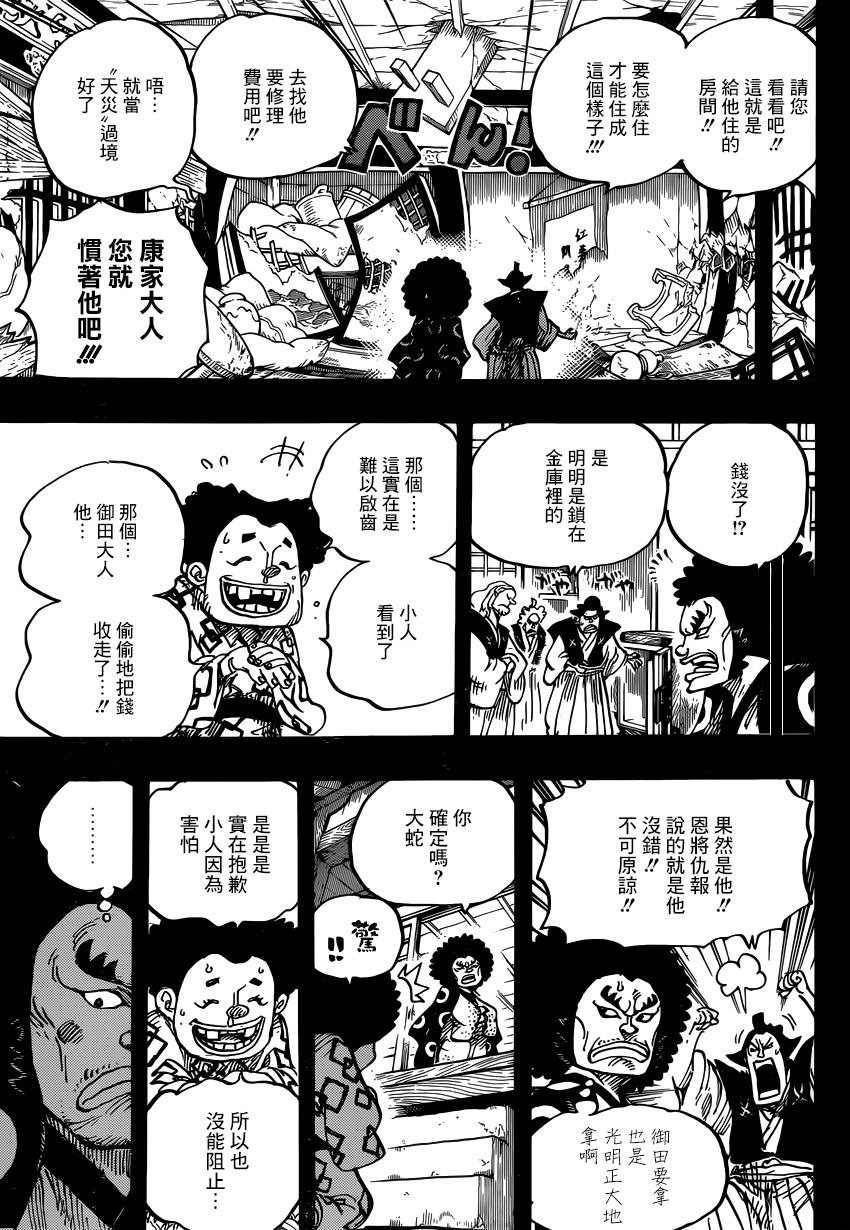 請您
看看吧!!
這就是
給他住的
房間!!
要怎麼住
才能住成
這個樣子!!!
べん!
去找他
要修理
費用吧!!
唔…
就當
〝天災〞過境
好了
康家大人
您就
慣著他吧!!!
錢沒了!?
是
明明是鎖在
金庫裡的
那個……
這實在是
難以啟齒
小人
看到了
那個…
御田大人
他…
偷偷地把錢
收走了…!!
果然是他!!
恩將仇報
說的就是他
沒錯!!
不可原諒!!
御田要拿
也是
光明正大地
拿啊
你
確定嗎?
大蛇
驚
!!
是是是
實在抱歉
小人因為
害怕
所以也
沒能阻止…
………